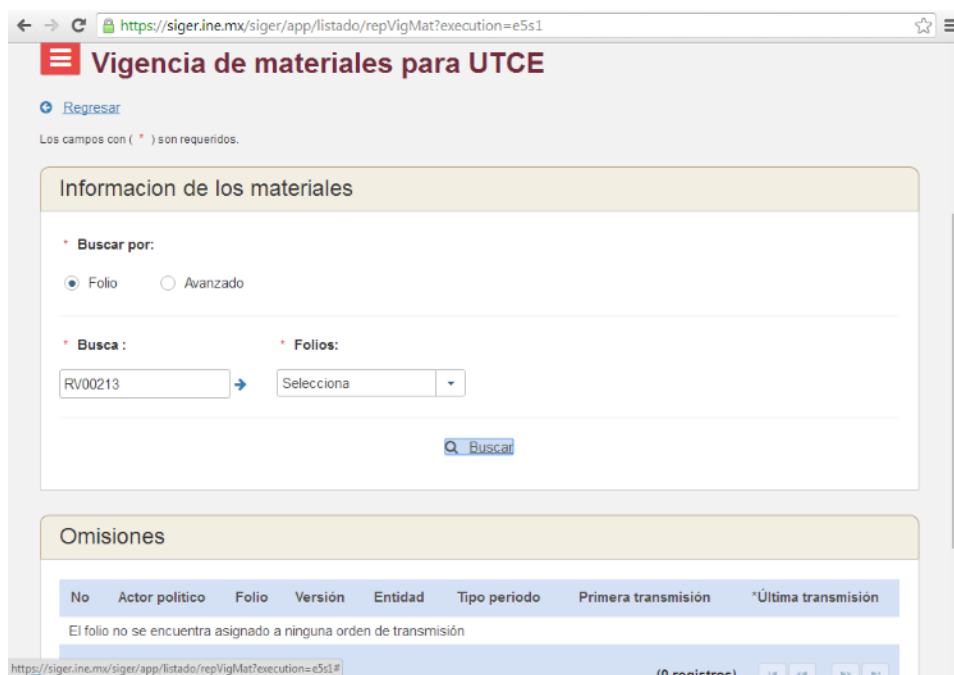 https://siger.ine.mx/siger/app/listado/repVigMat?execution=e5s1
Vigencia de materiales para UTCE
Regresar
Los campos con ( * ) son requeridos.
Informacion de los materiales
* Buscar por:
Folio Avanzado
* Busca : * Folios:
RV00213 Selecciona
Buscar
Omisiones
No Actor político Folio Versión Entidad Tipo periodo Primera transmisión *Última transmisión
El folio no se encuentra asignado a ninguna orden de transmisión
https://siger.ine.mx/siger/app/listado/repVigMat?execution=e5s1# (0 registros)